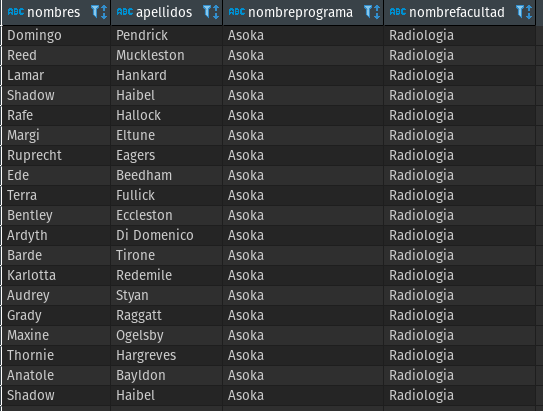 ABC nombres ABC apellidos ABC nombreprograma ABC nombrefacultad
Domingo Pendrick Asoka Radiologia
Reed Muckleston Asoka Radiologia
Lamar Hankard Asoka Radiologia
Shadow Haibel Asoka Radiologia
Rafe Hallock Asoka Radiologia
Margi Eltune Asoka Radiologia
Ruprecht Eagers Asoka Radiologia
Ede Beedham Asoka Radiologia
Terra Fullick Asoka Radiologia
Bentley Eccleston Asoka Radiologia
Ardyth Di Domenico Asoka Radiologia
Barde Tirone Asoka Radiologia
Karlotta Redemile Asoka Radiologia
Audrey Styan Asoka Radiologia
Grady Raggatt Asoka Radiologia
Maxine Ogelsby Asoka Radiologia
Thornie Hargreves Asoka Radiologia
Anatole Bayldon Asoka Radiologia
Shadow Haibel Asoka Radiologia